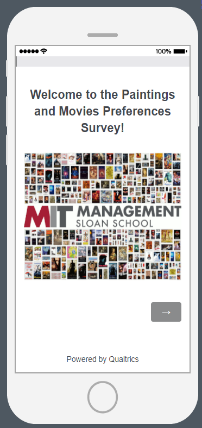 100%
Welcome to the Paintings
and Movies Preferences
Survey!
MIT MANAGEMENT
SLOAN SCHOOL
→
Powered by Qualtrics